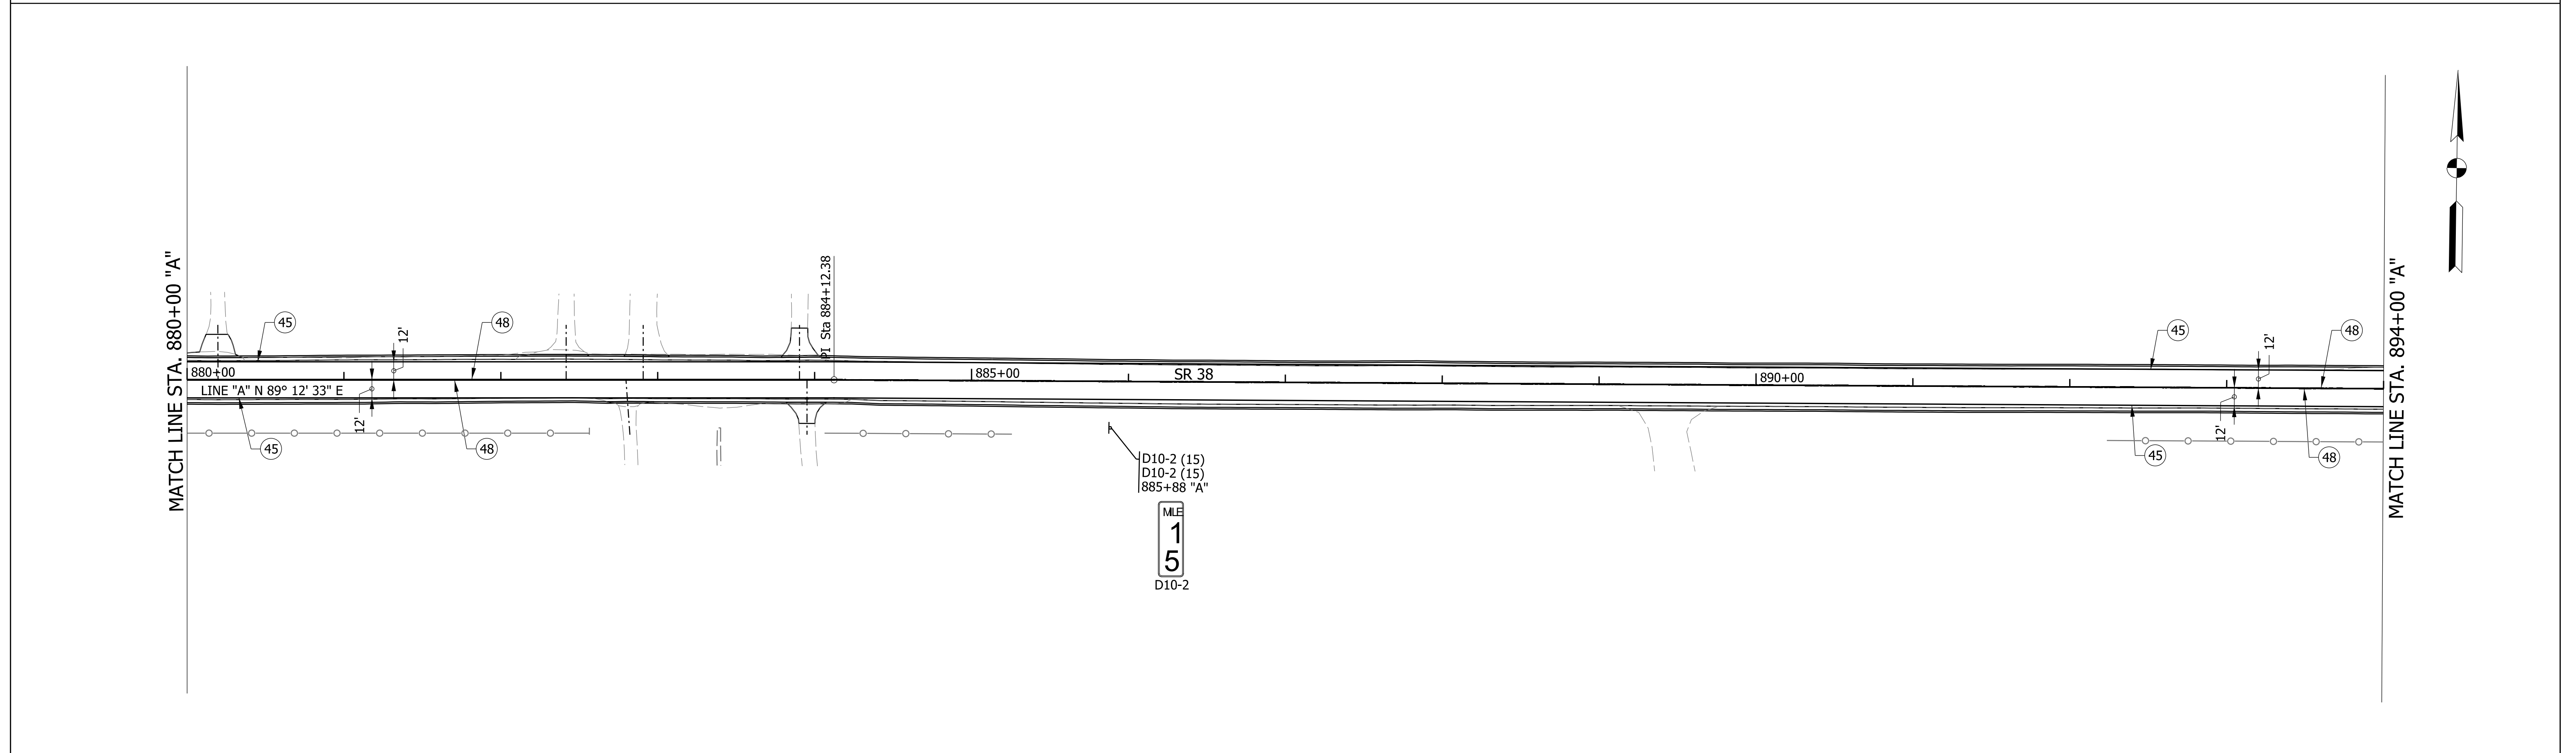 MATCH LINE STA. 880+00 "A"
45
12'
48
PI Sta 884+12.38
45
12'
48
MATCH LINE STA. 894+00 "A"
880+00
885+00
SR 38
890+00
LINE "A" N 89° 12' 33" E
12'
45
48
12'
45
48
D10-2 (15)
D10-2 (15)
885+88 "A"
MILE
1
5
D10-2